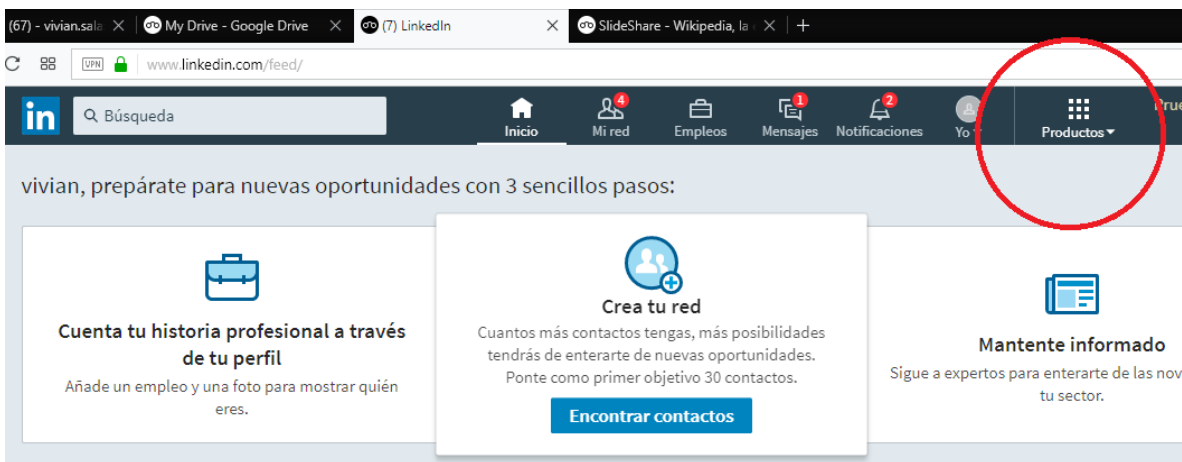 (67) - vivian.sala My Drive - Google Drive (7) LinkedIn SlideShare - Wikipedia, la
VPN www.linkedin.com/feed/
in Búsqueda
4 1 2
Inicio Mi red Empleos Mensajes Notificaciones Yo Productos Prue
vivian, prepárate para nuevas oportunidades con 3 sencillos pasos:
Cuenta tu historia profesional a través
de tu perfil
Añade un empleo y una foto para mostrar quién
eres.
Crea tu red
Cuantos más contactos tengas, más posibilidades
tendrás de enterarte de nuevas oportunidades.
Ponte como primer objetivo 30 contactos.
Encontrar contactos
Mantente informado
Sigue a expertos para enterarte de las nov
tu sector.